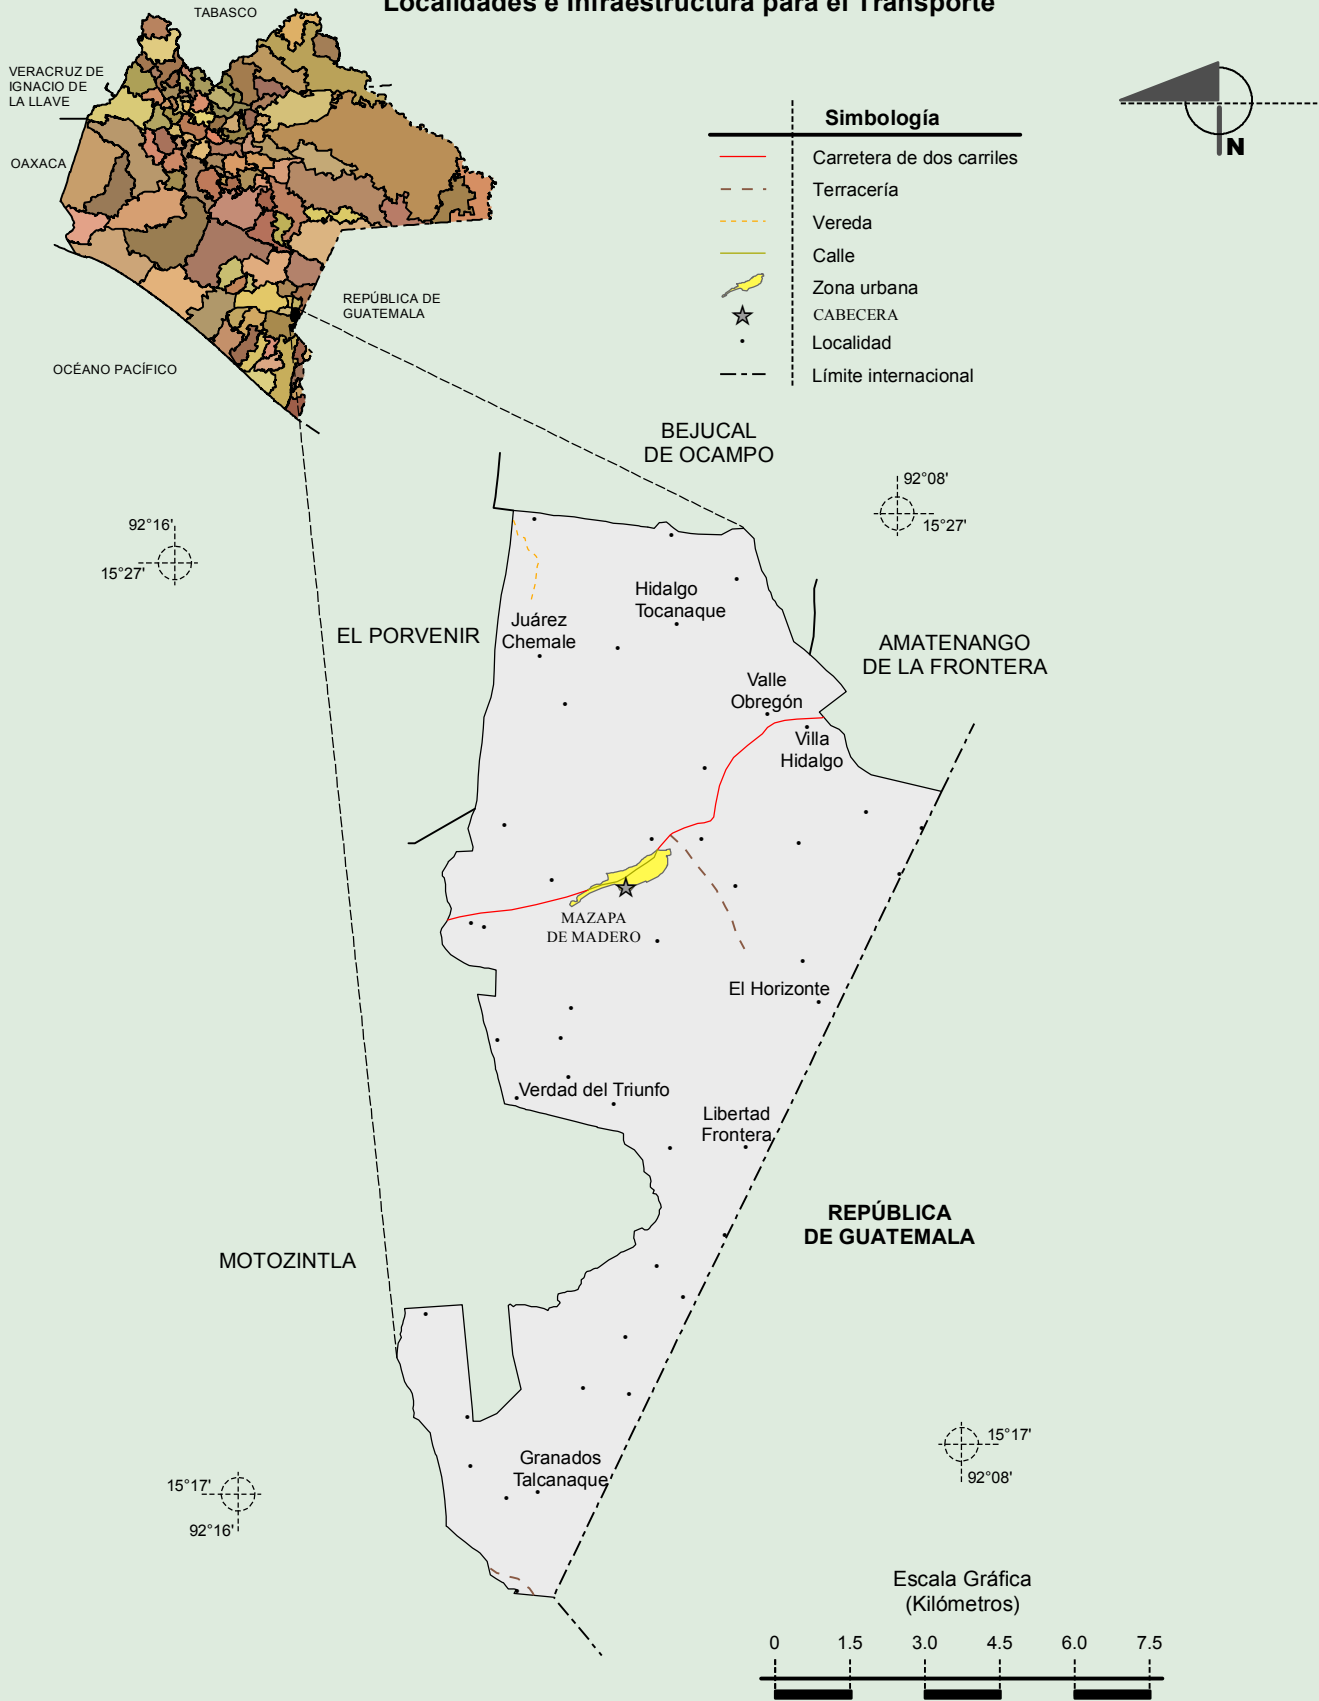 Localidades e Infraestructura para el Transporte
TABASCO
VERACRUZ DE
IGNACIO DE
LA LLAVE
OAXACA
REPÚBLICA DE
GUATEMALA
OCÉANO PACÍFICO
Simbología
Carretera de dos carriles
Terracería
Vereda
Calle
Zona urbana
CABECERA
Localidad
Límite internacional
N
BEJUCAL
DE OCAMPO
92°08'
15°27'
92°16'
15°27'
EL PORVENIR
Juárez
Chemale
Hidalgo
Tocanaque
AMATENANGO
DE LA FRONTERA
Valle
Obregón
Villa
Hidalgo
MAZAPA
DE MADERO
El Horizonte
Verdad del Triunfo
Libertad
Frontera
REPÚBLICA
DE GUATEMALA
MOTOZINTLA
Granados
Talcanaque
15°17'
92°08'
15°17'
92°16'
Escala Gráfica
(Kilómetros)
0 1.5 3.0 4.5 6.0 7.5